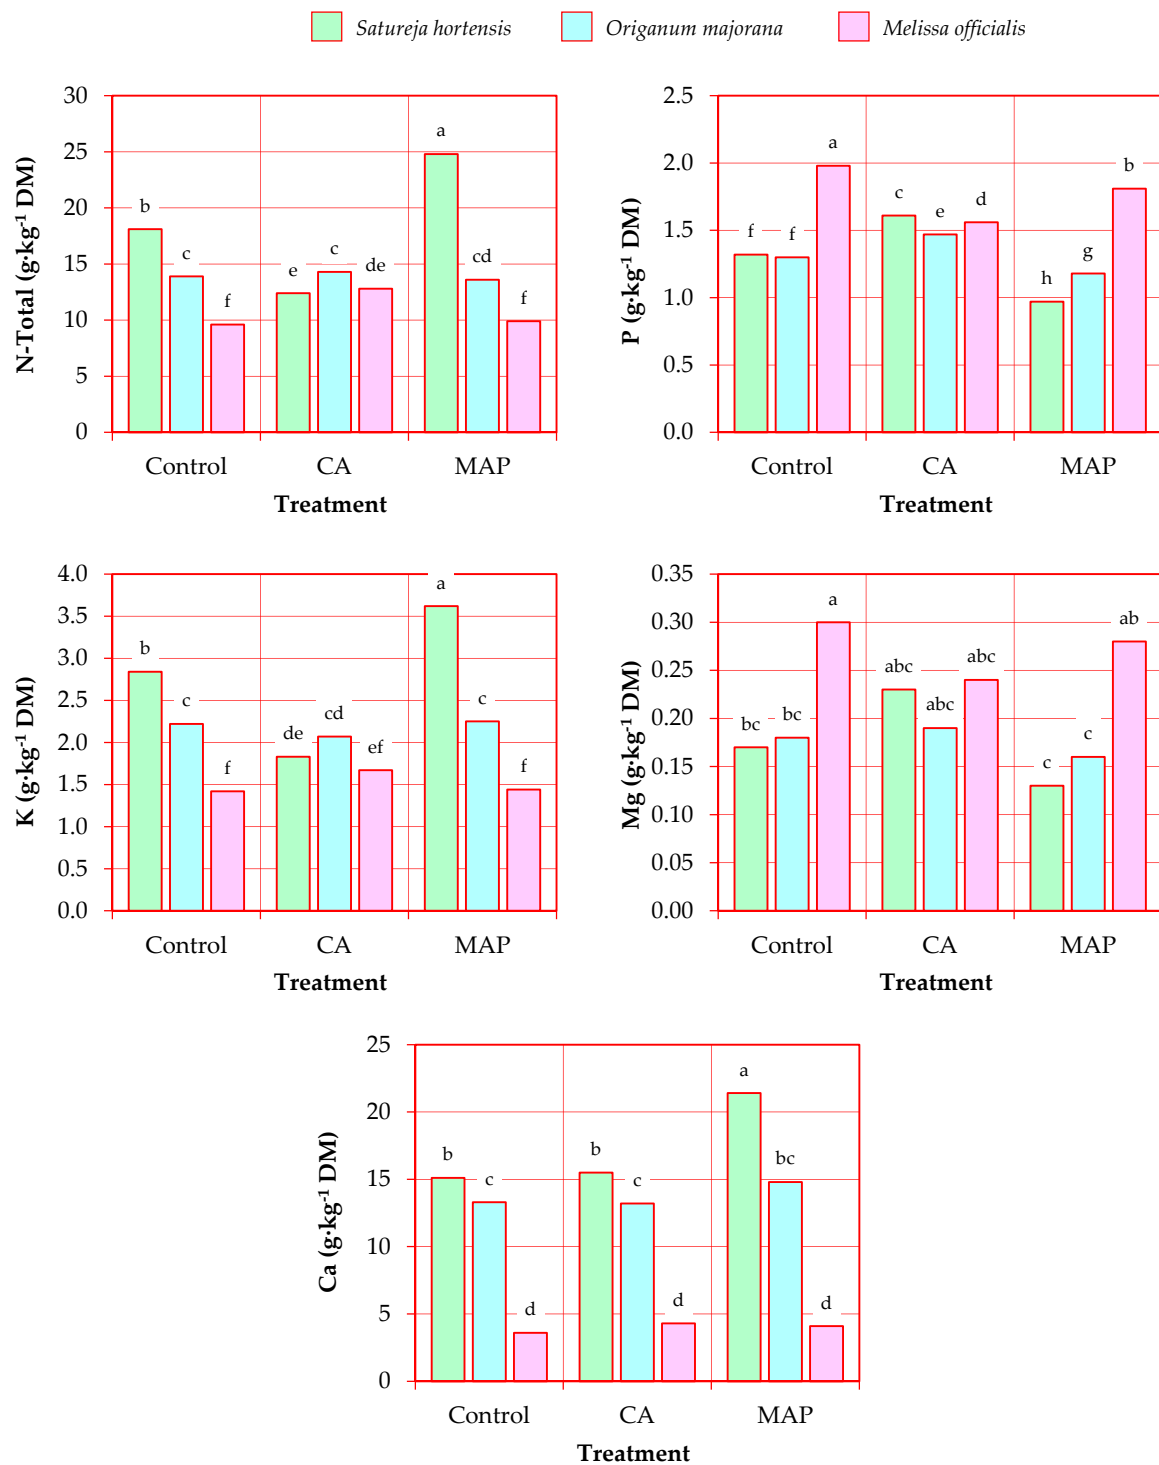 Satureja hortensis Origanum majorana Melissa officialis
N-Total (g·kg-1 DM)
30
25
20
15
10
5
0
b
c
f
e
c
de
a
cd
f
Control CA MAP
Treatment
P (g·kg-1 DM)
2.5
2.0
1.5
1.0
0.5
0.0
f
f
a
c
e
d
h
g
b
Control CA MAP
Treatment
K (g·kg-1 DM)
4.0
3.5
3.0
2.5
2.0
1.5
1.0
0.5
0.0
b
c
f
de
cd
ef
a
c
f
Control CA MAP
Treatment
Mg (g·kg-1 DM)
0.35
0.30
0.25
0.20
0.15
0.10
0.05
0.00
bc
bc
a
abc
abc
abc
c
c
ab
Control CA MAP
Treatment
Ca (g·kg-1 DM)
25
20
15
10
5
0
b
c
d
b
c
d
a
bc
d
Control CA MAP
Treatment